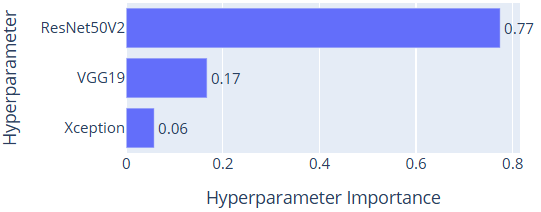 Hyperparameter
ResNet50V2
0.77
VGG19
0.17
Xception
0.06
0
0.2
0.4
0.6
0.8
Hyperparameter Importance